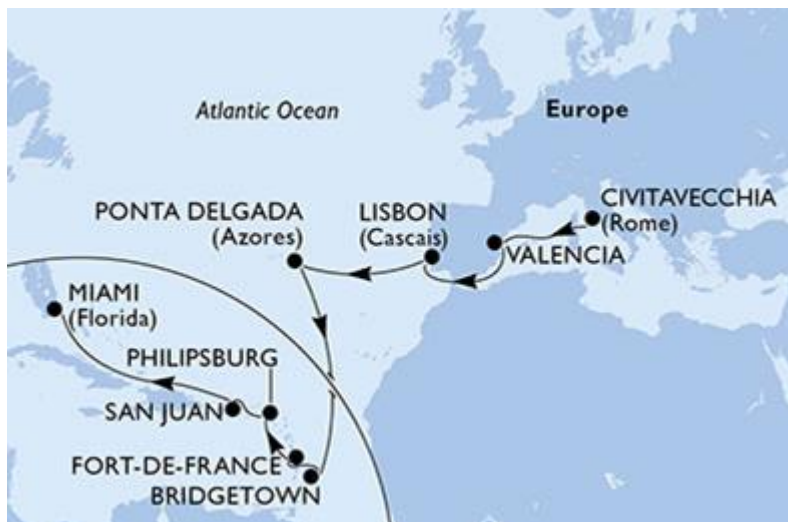 Atlantic Ocean
Europe
CIVITAVECCHIA
(Rome)
PONTA DELGADA
(Azores)
LISBON
(Cascais)
VALENCIA
MIAMI
(Florida)
PHILIPSBURG
SAN JUAN
FORT-DE-FRANCE
BRIDGETOWN